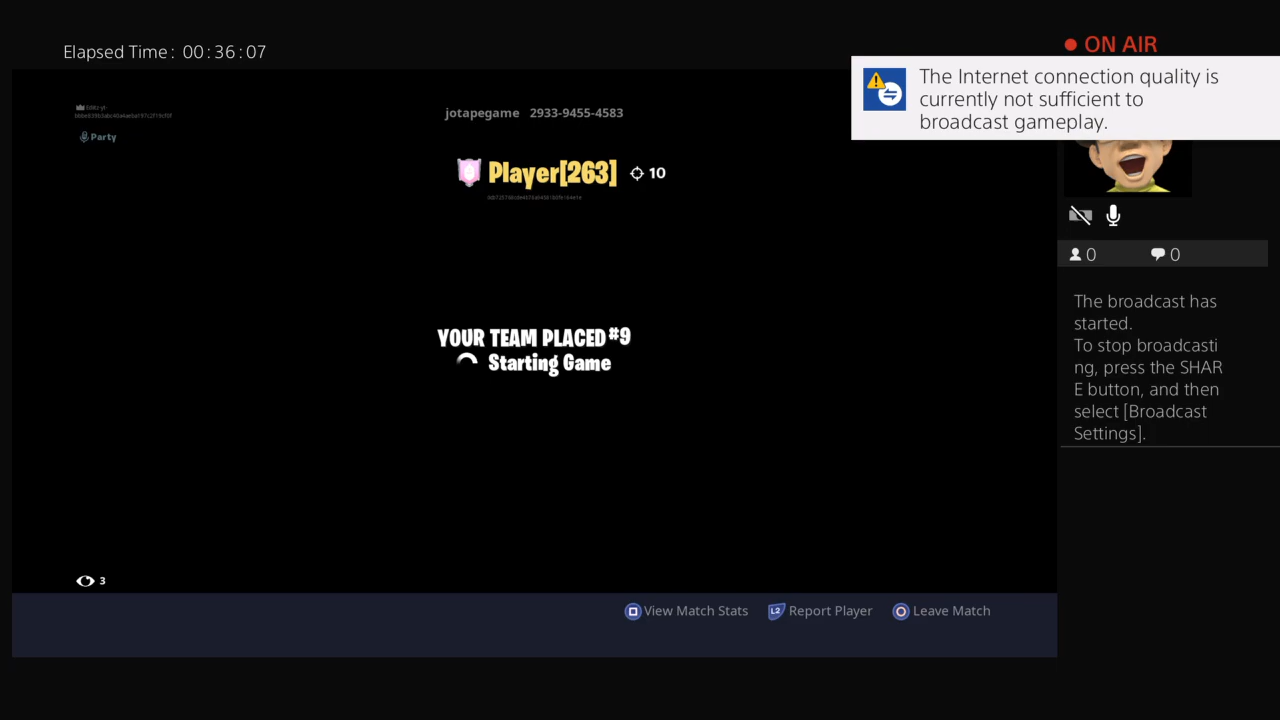 Elapsed Time: 00:36:07
ON AIR
The Internet connection quality is
currently not sufficient to
broadcast gameplay.
Party
jotapegame 2933-9455-4583
Player[263] 10
0 0
The broadcast has
started.
To stop broadcasti
ng, press the SHAR
E button, and then
select [Broadcast
Settings].
YOUR TEAM PLACED #9
Starting Game
3
View Match Stats L2 Report Player Leave Match